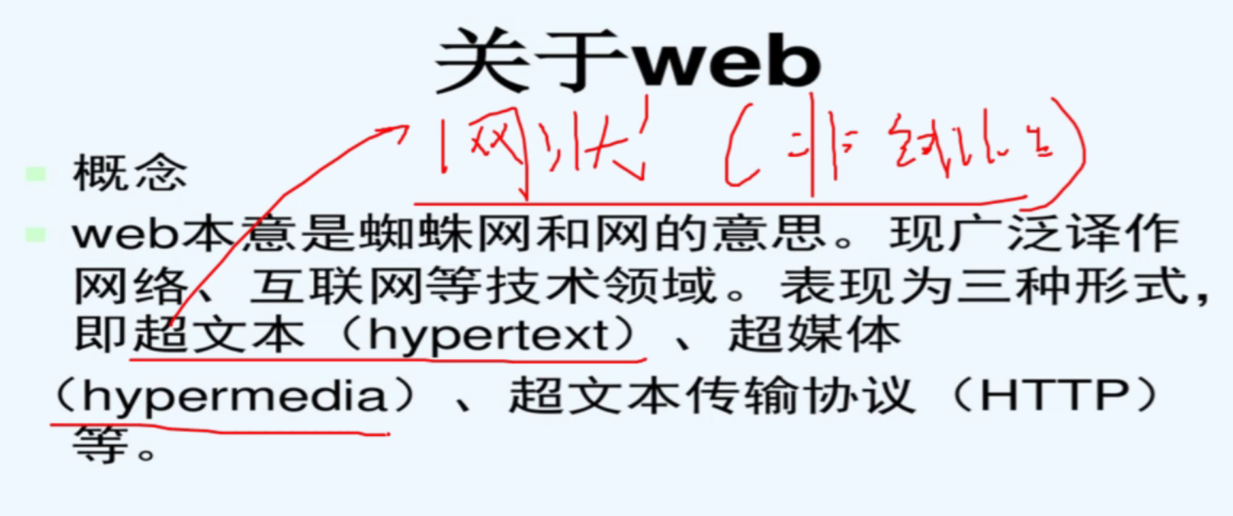 关于web
网状（非线性）
概念
web本意是蜘蛛网和网的意思。现广泛译作
网络、互联网等技术领域。表现为三种形式，
即超文本（hypertext）、超媒体
（hypermedia）、超文本传输协议（HTTP）
等。